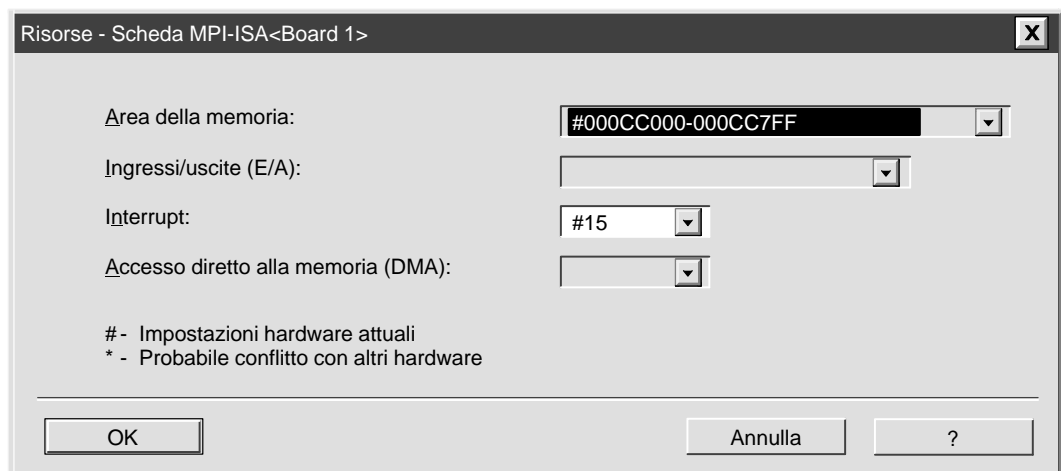 Risorse - Scheda MPI-ISA<Board 1>
X
Area della memoria:
#000CC000-000CC7FF
Ingressi/uscite (E/A):
Interrupt:
#15
Accesso diretto alla memoria (DMA):
# - Impostazioni hardware attuali
* - Probabile conflitto con altri hardware
OK
Annulla
?